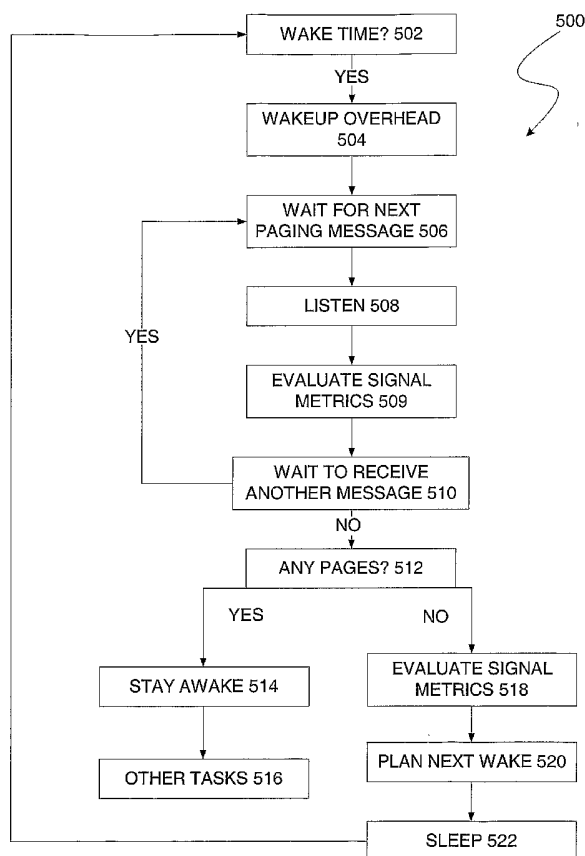 WAKE TIME? 502
500
YES
WAKEUP OVERHEAD
504
WAIT FOR NEXT
PAGING MESSAGE 506
LISTEN 508
YES
EVALUATE SIGNAL
METRICS 509
WAIT TO RECEIVE
ANOTHER MESSAGE 510
NO
ANY PAGES? 512
YES
NO
STAY AWAKE 514
EVALUATE SIGNAL
METRICS 518
OTHER TASKS 516
PLAN NEXT WAKE 520
SLEEP 522